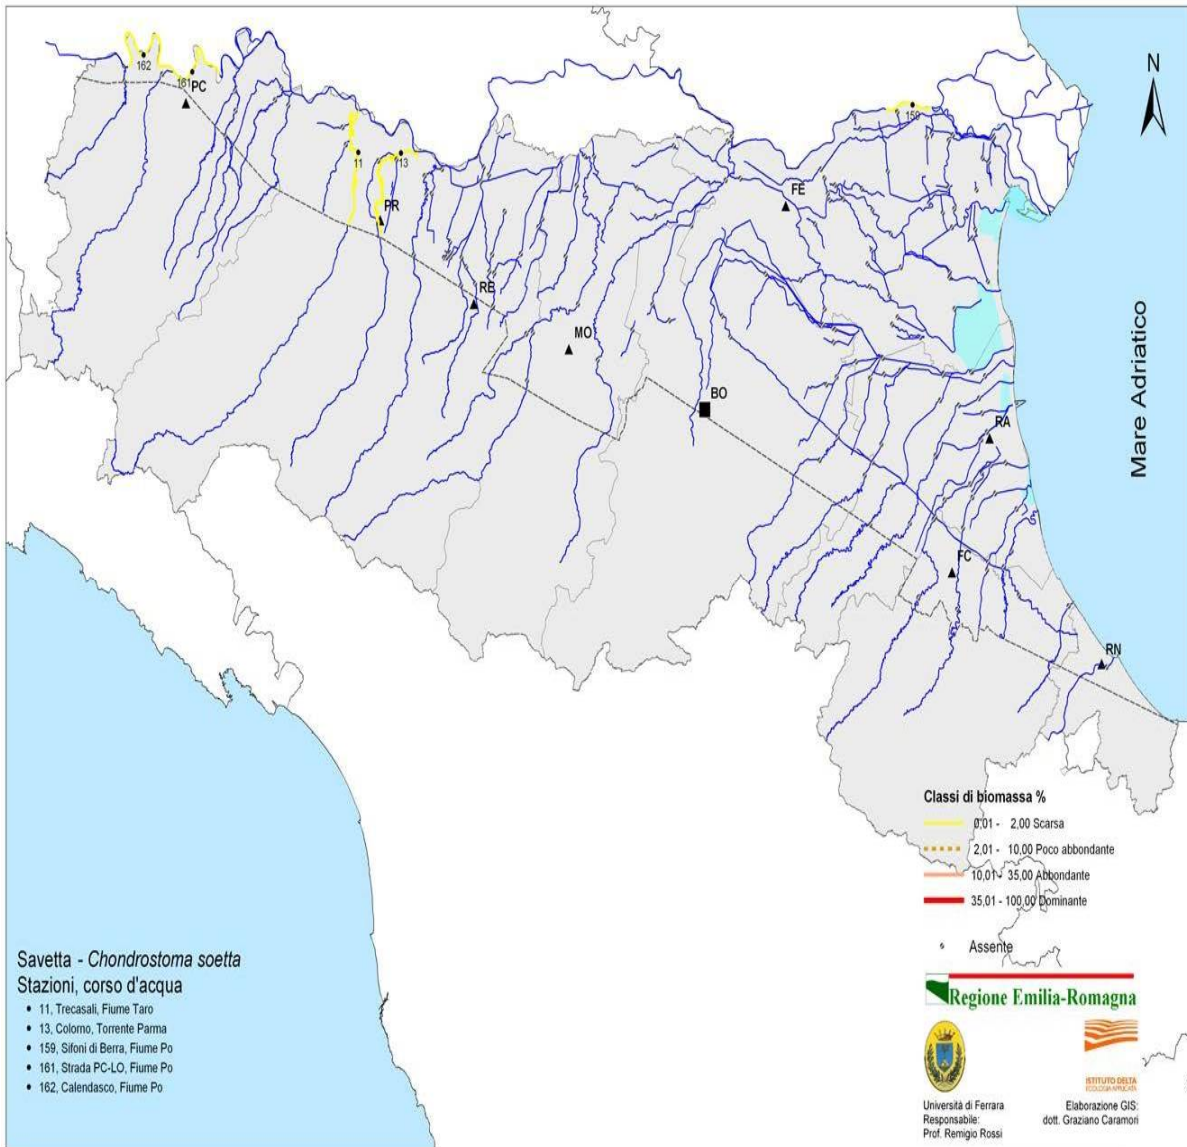 162
161
PC
N
159
11
13
PR
FE
RE
MO
BO
RA
FC
RN
Mare Adriatico
Classi di biomassa %
0,01 - 2,00 Scarsa
2,01 - 10,00 Poco abbondante
10,01 - 35,00 Abbondante
35,01 - 100,00 Dominante
Assente
Savetta - Chondrostoma soetta
Stazioni, corso d'acqua
• 11, Trecasali, Fiume Taro
• 13, Colorno, Torrente Parma
• 159, Sifoni di Berra, Fiume Po
• 161, Strada PC-LO, Fiume Po
• 162, Calendasco, Fiume Po
Regione Emilia-Romagna
ISTITUTO DELTA
ECOLOGIA APPLICATA
Università di Ferrara
Responsabile:
Prof. Remigio Rossi
Elaborazione GIS:
dott. Graziano Caramori